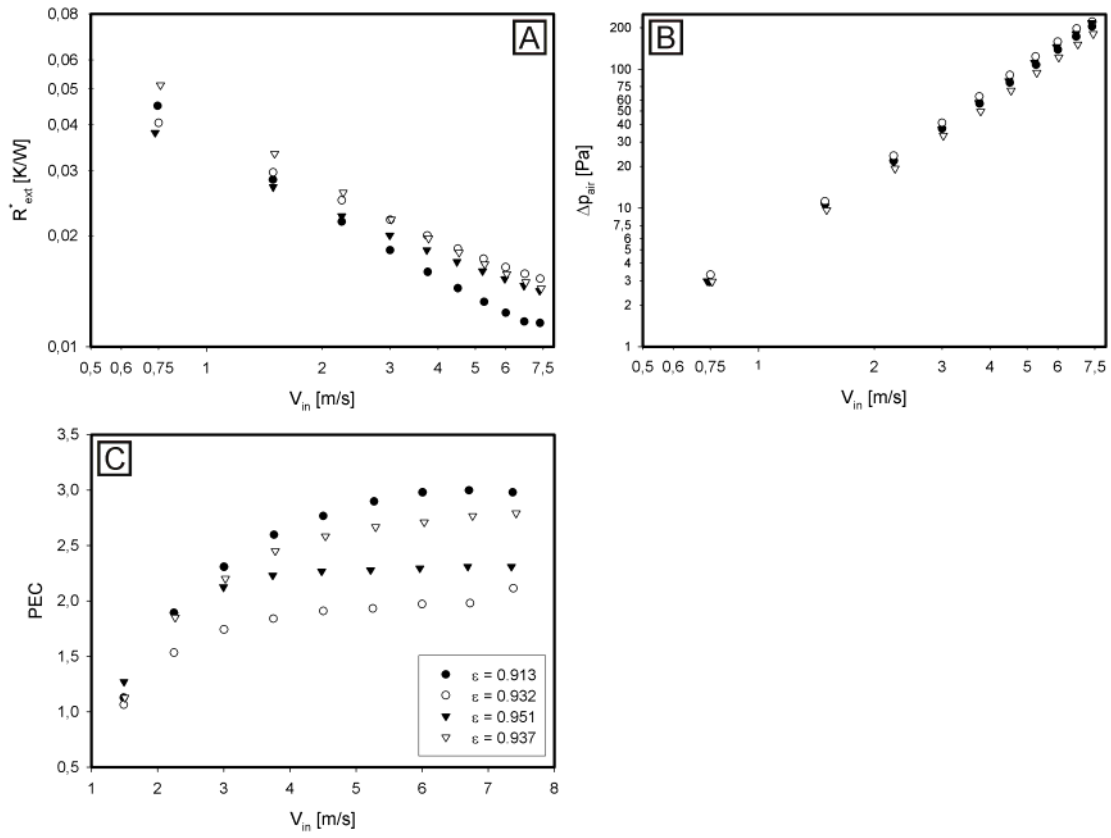 A
0,08
0,06
0,05
0,04
0,03
0,02
0,01
R*ext [K/W]
0,5 0,6 0,75 1 2 3 4 5 6 7,5
Vin [m/s]
B
200
100
75
60
50
40
30
20
10
7,5
6
5
4
3
2
1
Δpair [Pa]
0,5 0,6 0,75 1 2 3 4 5 6 7,5
Vin [m/s]
C
3,5
3,0
2,5
2,0
1,5
1,0
0,5
PEC
ε = 0.913
ε = 0.932
ε = 0.951
ε = 0.937
1 2 3 4 5 6 7 8
Vin [m/s]